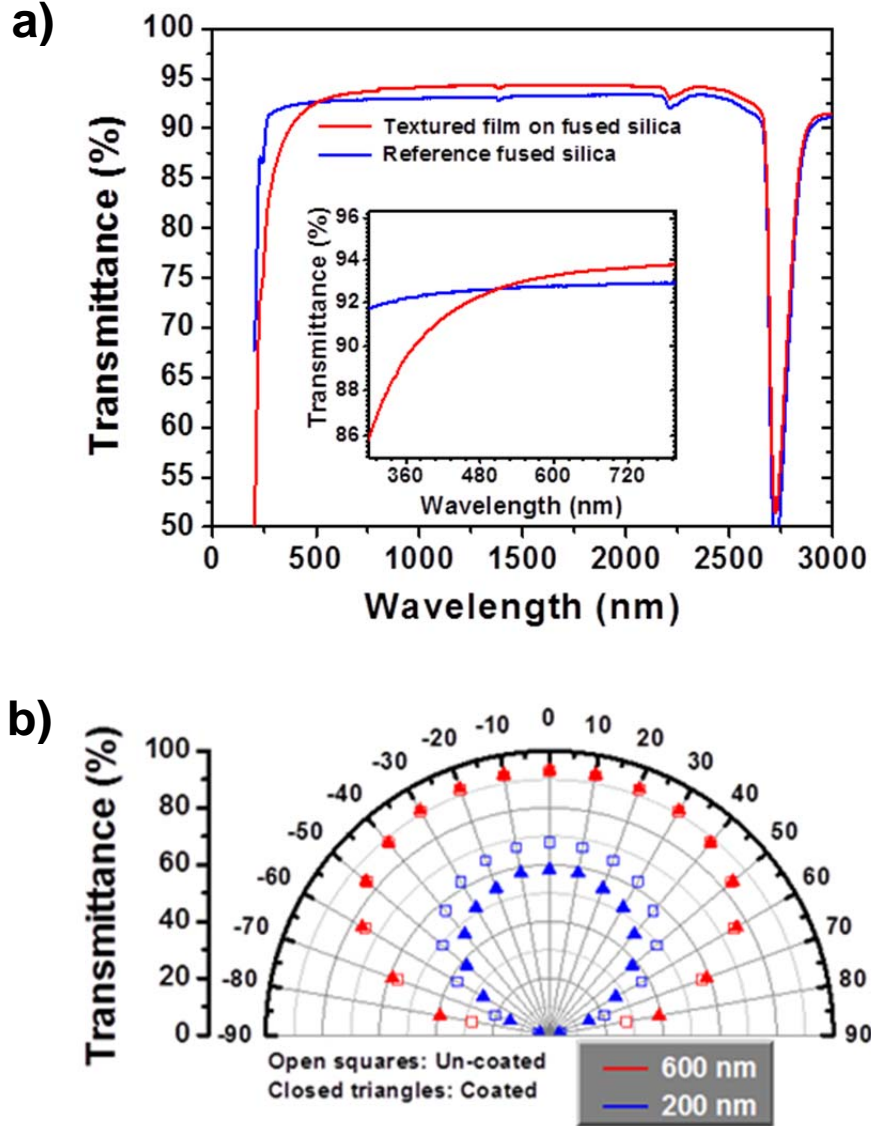 a)
Transmittance (%)
100
95
90
85
80
75
70
65
60
55
50
Textured film on fused silica
Reference fused silica
Transmittance (%)
96
94
92
90
88
86
360 480 600 720
Wavelength (nm)
0 500 1000 1500 2000 2500 3000
Wavelength (nm)
b)
Transmittance (%)
100
80
60
40
20
0
-90 -80 -70 -60 -50 -40 -30 -20 -10 0 10 20 30 40 50 60 70 80 90
Open squares: Un-coated
Closed triangles: Coated
600 nm
200 nm